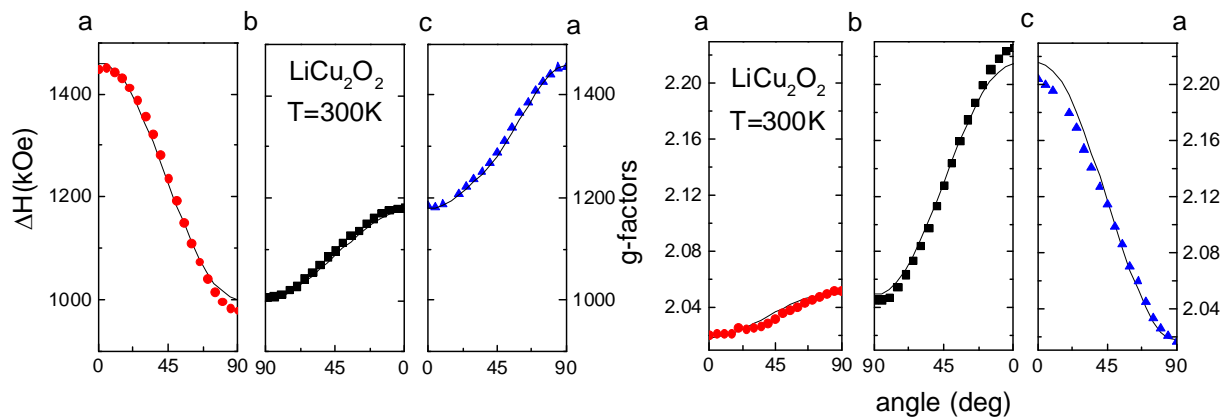 a b c a
ΔH(kOe)
1400
1200
1000
LiCu₂O₂
T=300K
1400
1200
1000
0 45 90 45 0 0 45 90
a b c a
g-factors
2.20
2.16
2.12
2.08
2.04
LiCu₂O₂
T=300K
2.20
2.16
2.12
2.08
2.04
0 45 90 45 0 0 45 90
angle (deg)